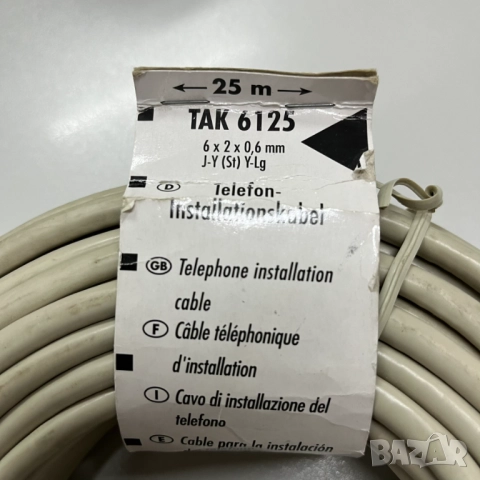 ← 25 m →
TAK 6125
6 x 2 x 0,6 mm
J-Y (St) Y-Lg
D Telefon-
Installationskabel
GB Telephone installation
cable
F Câble téléphonique
d'installation
I Cavo di installazione del
telefono
E Cable para la instalación
BAZAR